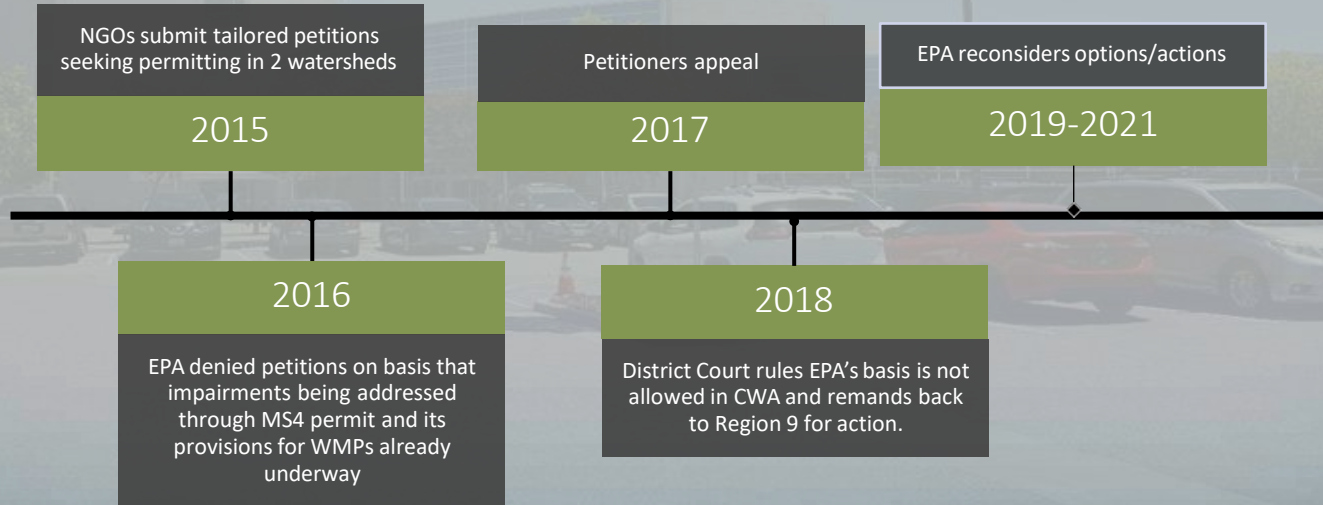 NGOs submit tailored petitions
seeking permitting in 2 watersheds
2015
Petitioners appeal
2017
EPA reconsiders options/actions
2019-2021
2016
EPA denied petitions on basis that
impairments being addressed
through MS4 permit and its
provisions for WMPs already
underway
2018
District Court rules EPA's basis is not
allowed in CWA and remands back
to Region 9 for action.